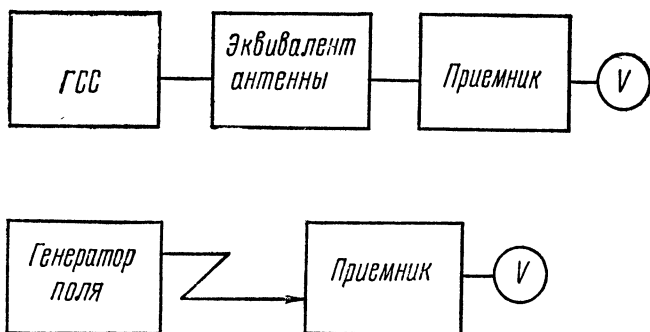 ГСС
Эквивалент
антенны
Приемник
V
Генератор
поля
Приемник
V